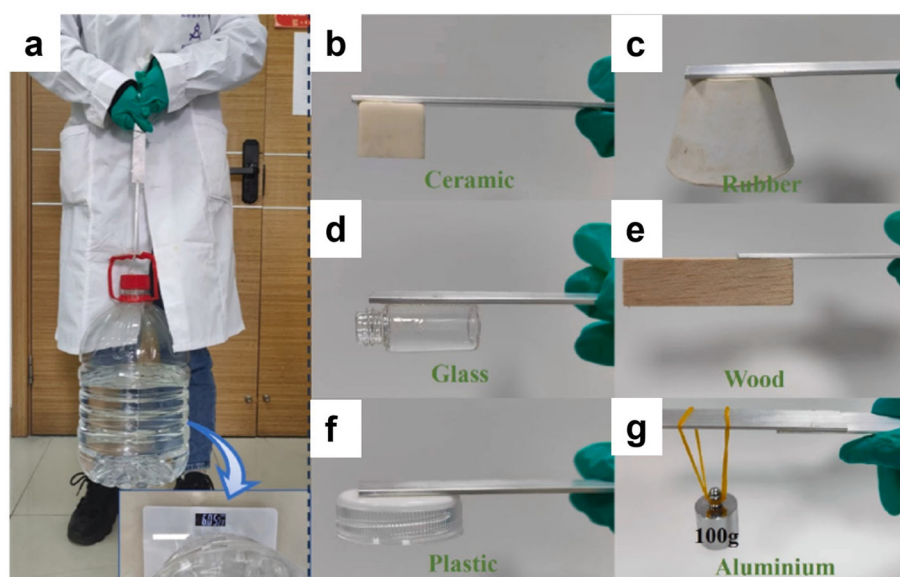 a
b
Ceramic
c
Rubber
d
Glass
e
Wood
f
Plastic
g
100g
Aluminium